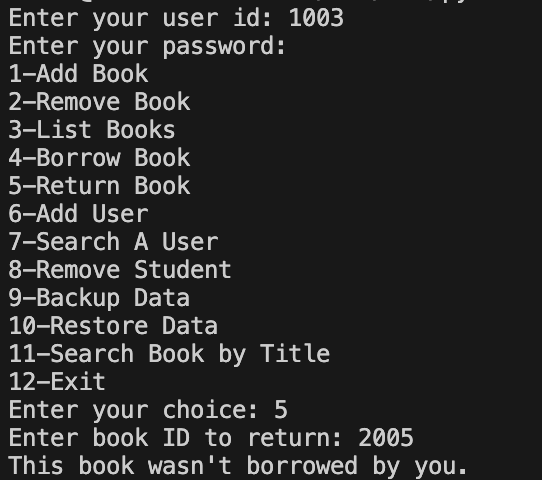 Enter your user id: 1003
Enter your password:
1-Add Book
2-Remove Book
3-List Books
4-Borrow Book
5-Return Book
6-Add User
7-Search A User
8-Remove Student
9-Backup Data
10-Restore Data
11-Search Book by Title
12-Exit
Enter your choice: 5
Enter book ID to return: 2005
This book wasn't borrowed by you.